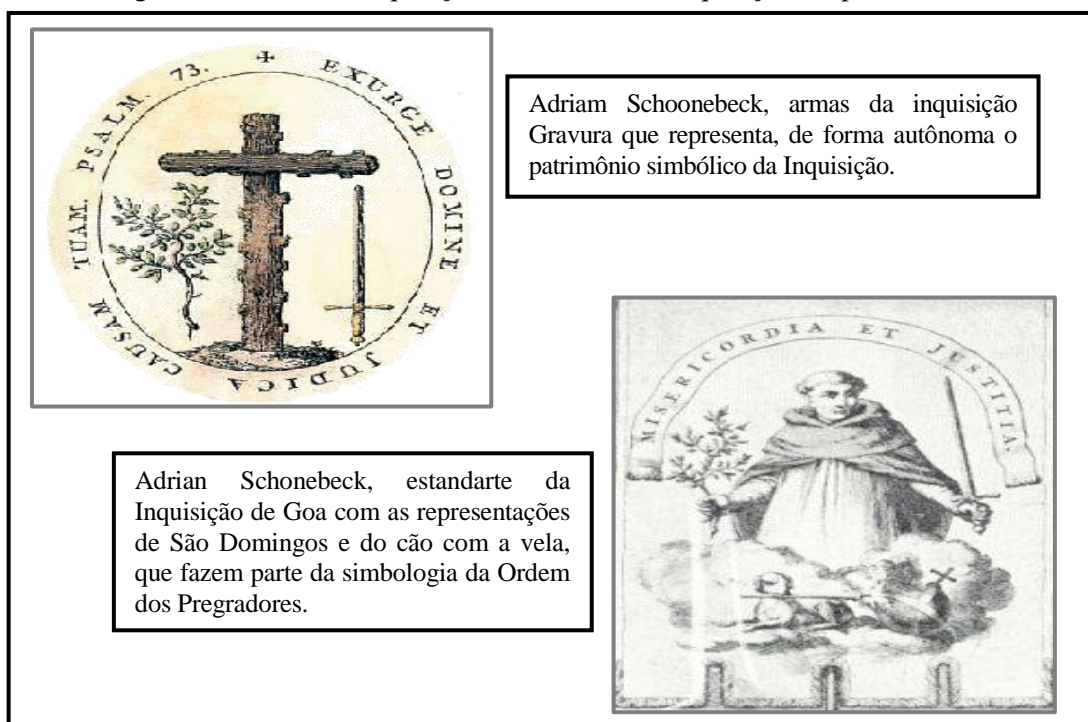 ✠ EXURGE DOMINE ET JUDICA CAUSAM TUAM. PSALM. 73.
Adriam Schoonebeck, armas da inquisição
Gravura que representa, de forma autônoma o
patrimônio simbólico da Inquisição.
MISERICORDIA ET JUSTITIA.
Adrian Schonebeck, estandarte da
Inquisição de Goa com as representações
de São Domingos e do cão com a vela,
que fazem parte da simbologia da Ordem
dos Pregradores.